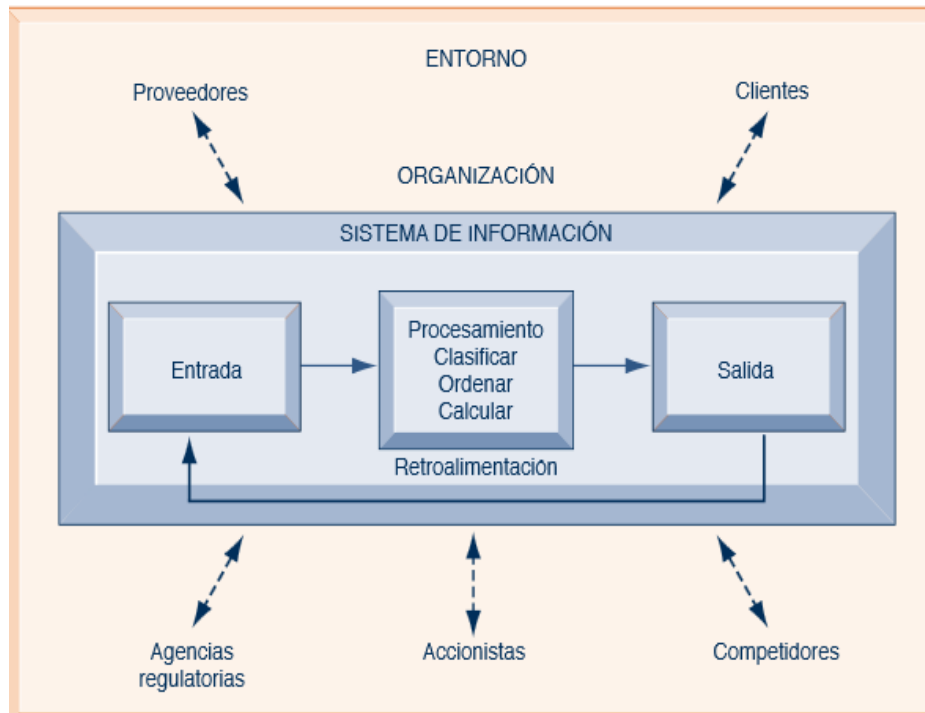 ENTORNO
Proveedores
Clientes
ORGANIZACIÓN
SISTEMA DE INFORMACIÓN
Entrada
Procesamiento
Clasificar
Ordenar
Calcular
Salida
Retroalimentación
Agencias
regulatorias
Accionistas
Competidores